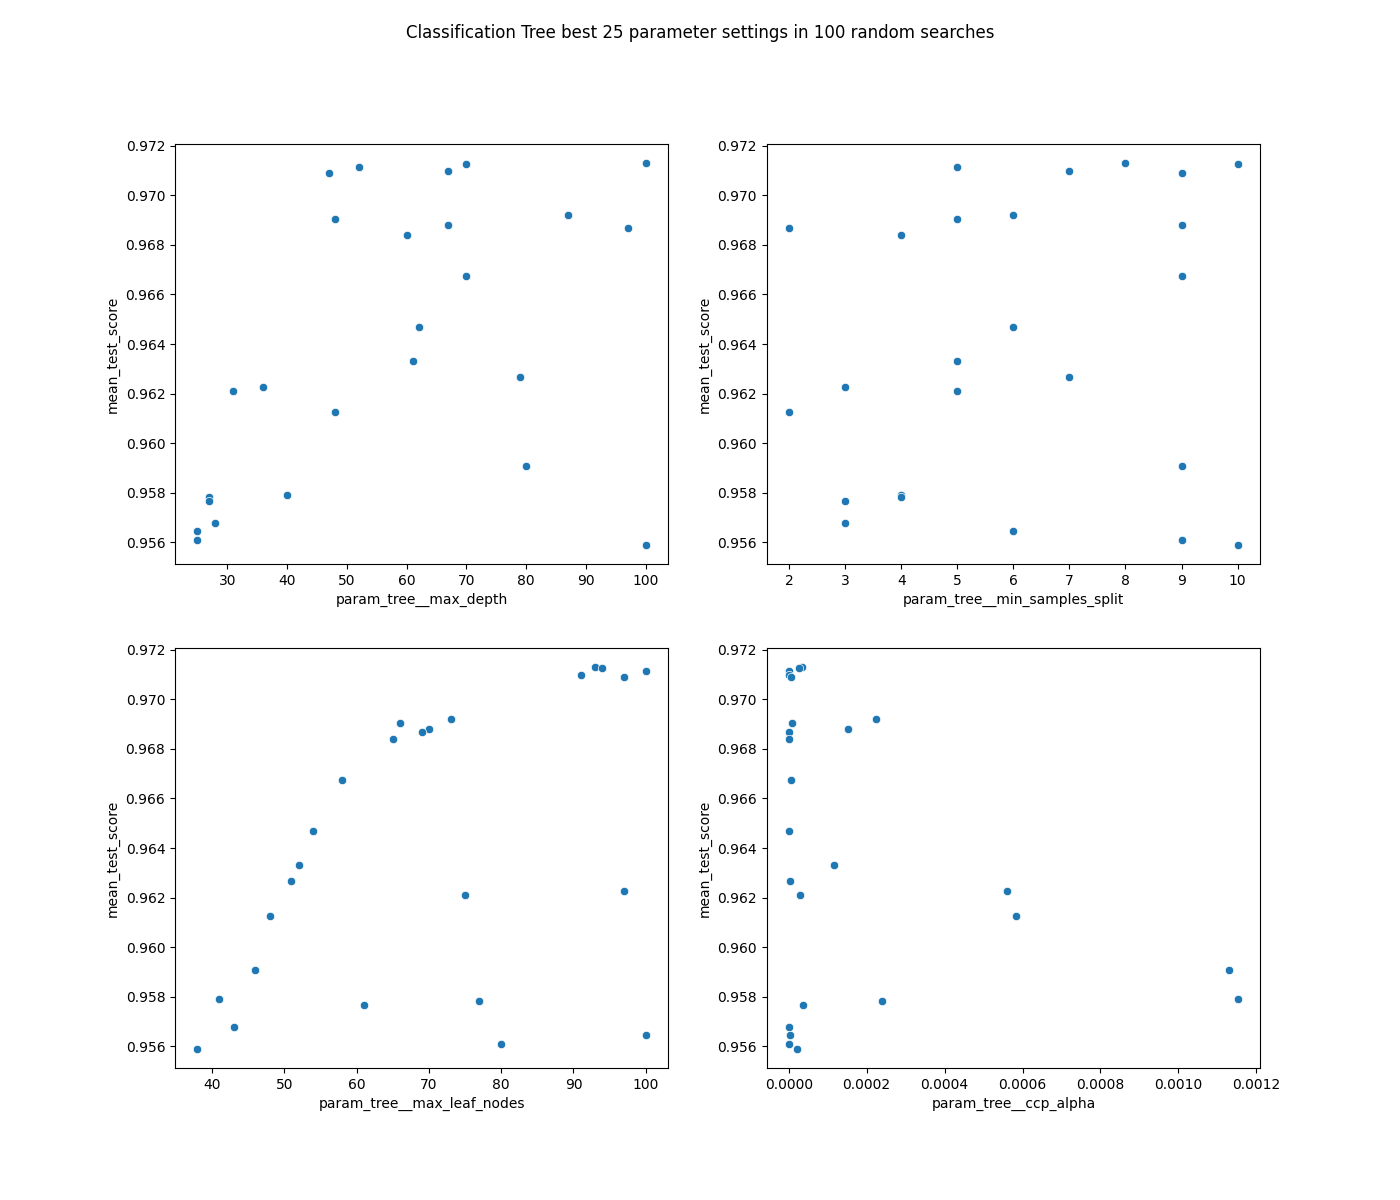 Classification Tree best 25 parameter settings in 100 random searches
0.972
0.970
0.968
0.966
0.964
0.962
0.960
0.958
0.956
mean_test_score
30 40 50 60 70 80 90 100
param_tree__max_depth
0.972
0.970
0.968
0.966
0.964
0.962
0.960
0.958
0.956
mean_test_score
2 3 4 5 6 7 8 9 10
param_tree__min_samples_split
0.972
0.970
0.968
0.966
0.964
0.962
0.960
0.958
0.956
mean_test_score
40 50 60 70 80 90 100
param_tree__max_leaf_nodes
0.972
0.970
0.968
0.966
0.964
0.962
0.960
0.958
0.956
mean_test_score
0.0000 0.0002 0.0004 0.0006 0.0008 0.0010 0.0012
param_tree__ccp_alpha